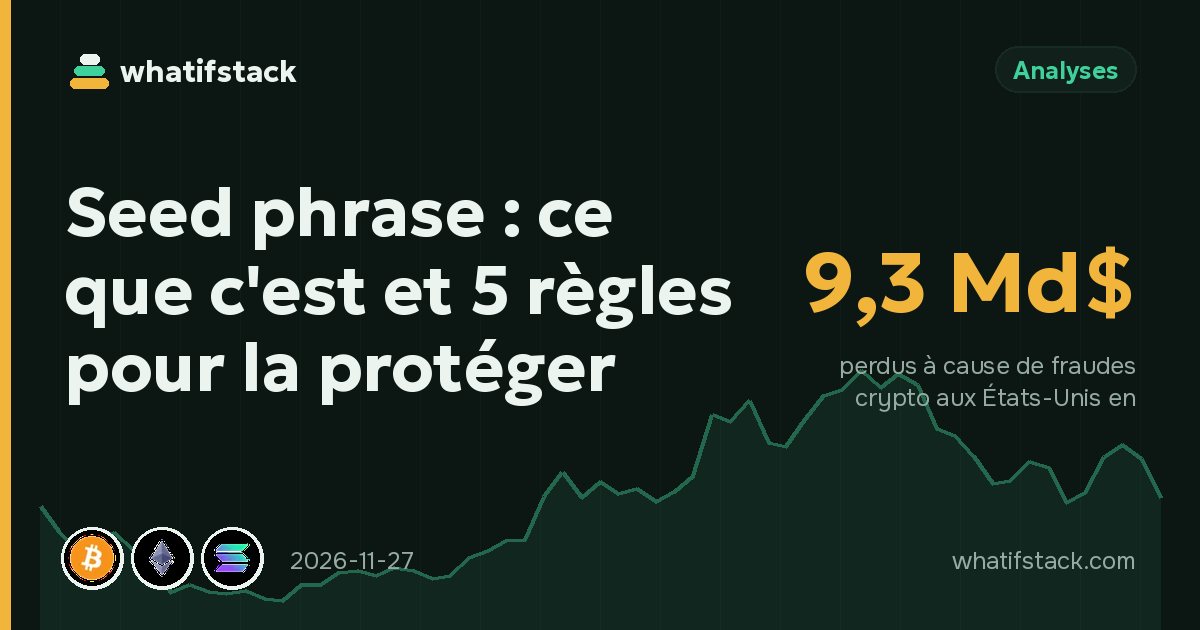 whatifstack
Analyses
Seed phrase : ce
que c'est et 5 règles
pour la protéger
9,3 Md$
perdus à cause de fraudes
crypto aux États-Unis en
2026-11-27
whatifstack.com